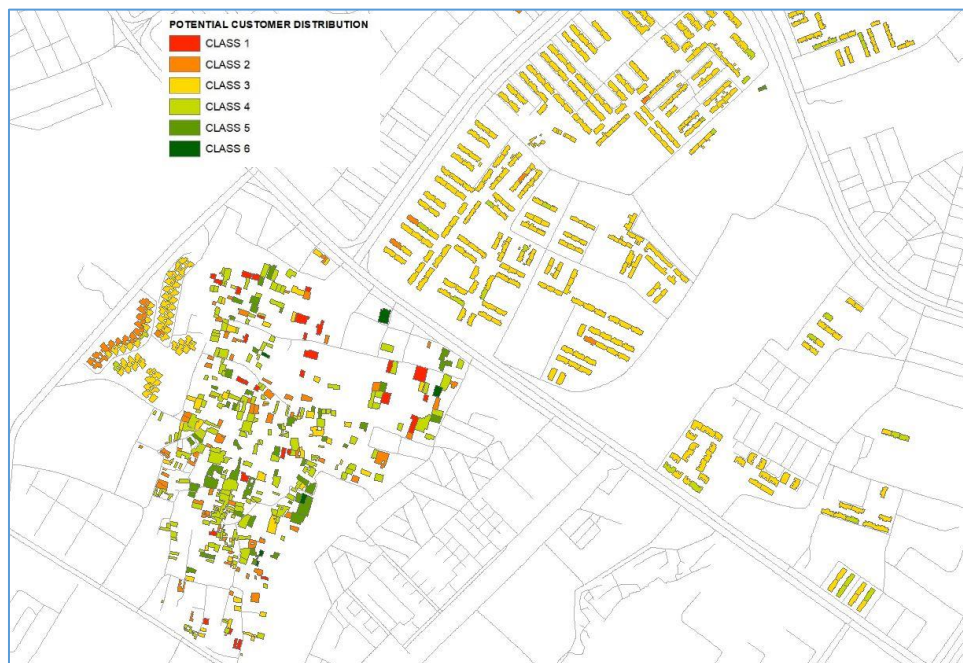 POTENTIAL CUSTOMER DISTRIBUTION
CLASS 1
CLASS 2
CLASS 3
CLASS 4
CLASS 5
CLASS 6